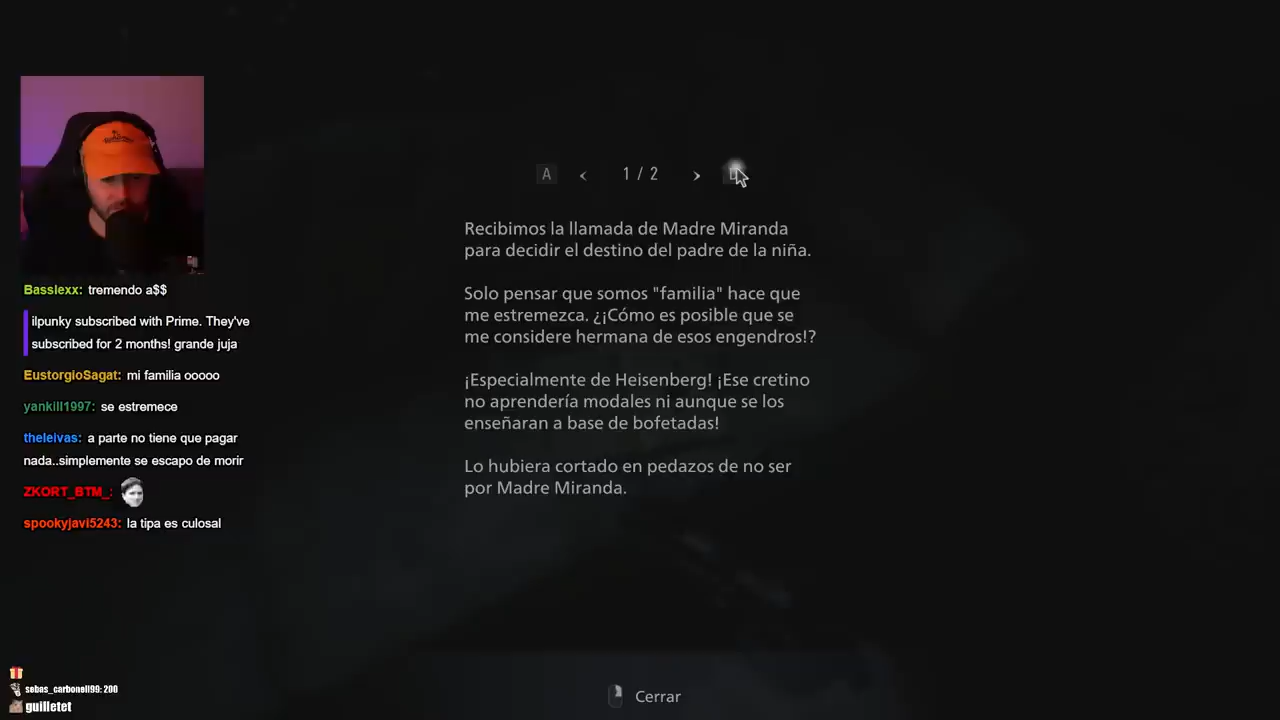 A < 1 / 2 >
Recibimos la llamada de Madre Miranda
para decidir el destino del padre de la niña.
Solo pensar que somos "familia" hace que
me estremezca. ¿¡Cómo es posible que se
me considere hermana de esos engendros!?
¡Especialmente de Heisenberg! ¡Ese cretino
no aprendería modales ni aunque se los
enseñaran a base de bofetadas!
Lo hubiera cortado en pedazos de no ser
por Madre Miranda.
Basslexx: tremendo a$$
ilpunky subscribed with Prime. They've
subscribed for 2 months! grande juja
EustorgioSagat: mi familia ooooo
yankill1997: se estremece
theleivas: a parte no tiene que pagar
nada..simplemente se escapo de morir
ZKORT_BTM_:
spookyjavi5243: la tipa es culosal
sebas_carbonell99: 200
guilletet
Cerrar